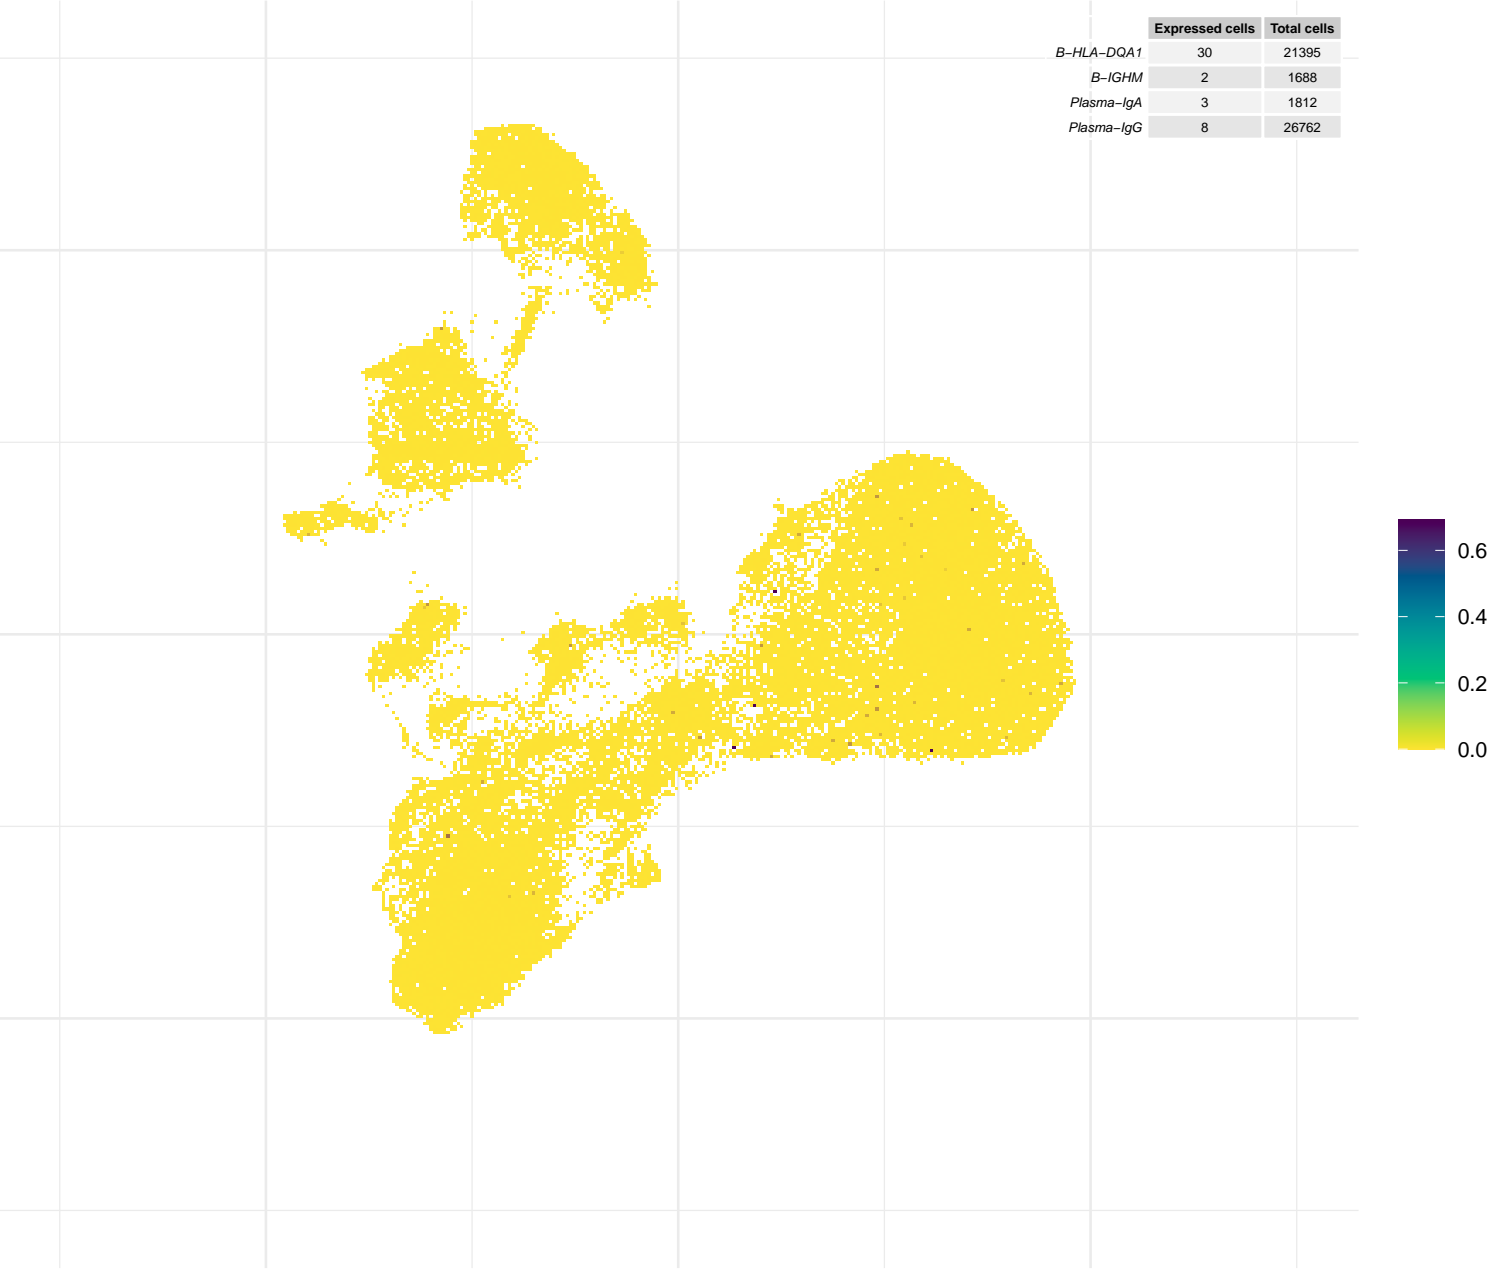 Expressed cells Total cells
B−HLA−DQA1 30 21395
B−IGHM 2 1688
Plasma−IgA 3 1812
Plasma−IgG 8 26762
0.6
0.4
0.2
0.0